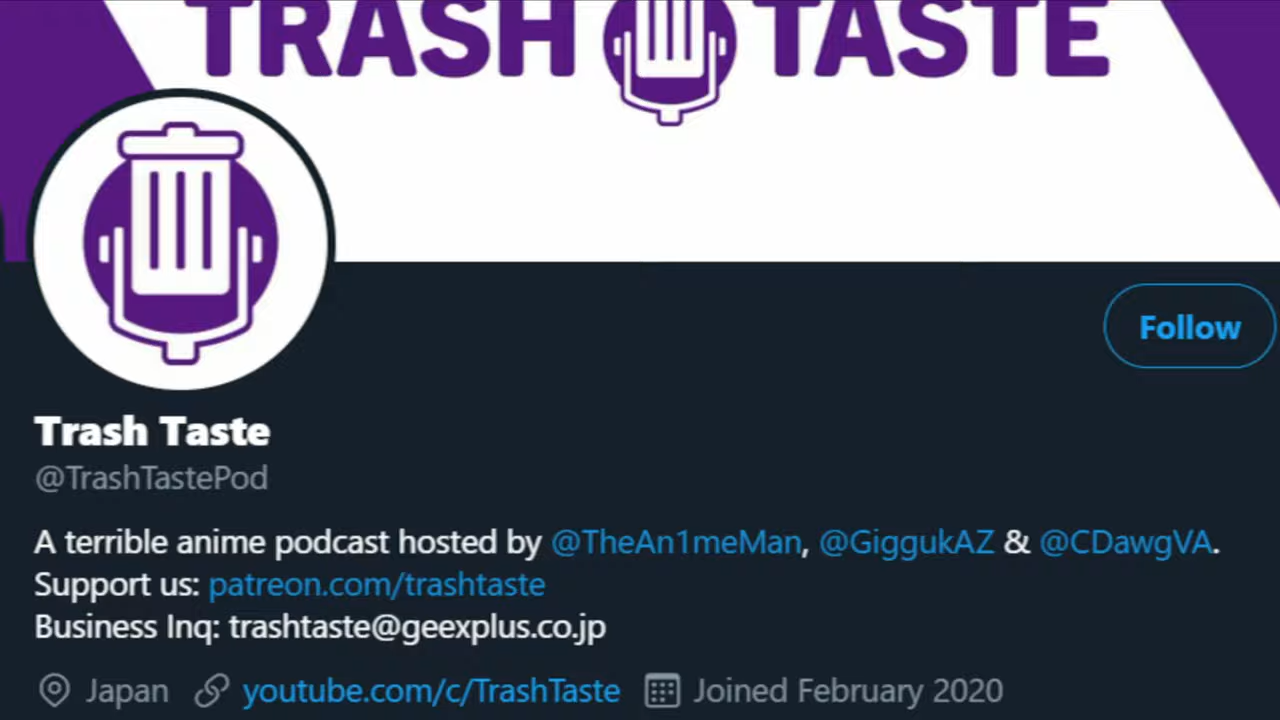 TRASH TASTE
Follow
Trash Taste
@TrashTastePod
A terrible anime podcast hosted by @TheAn1meMan, @GiggukAZ & @CDawgVA.
Support us: patreon.com/trashtaste
Business Inq: trashtaste@geexplus.co.jp
Japan youtube.com/c/TrashTaste Joined February 2020